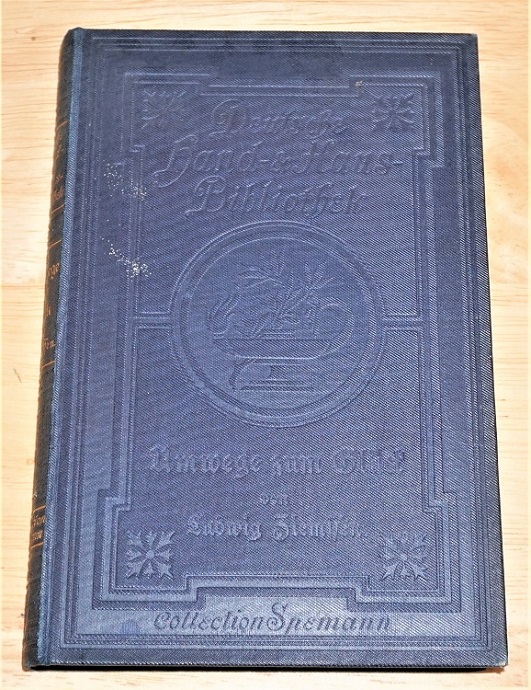 Deutsche
Hand- & Haus-
Bibliothek
Umwege zum Glück
von
Ludwig Ziemssen
Collection Spemann